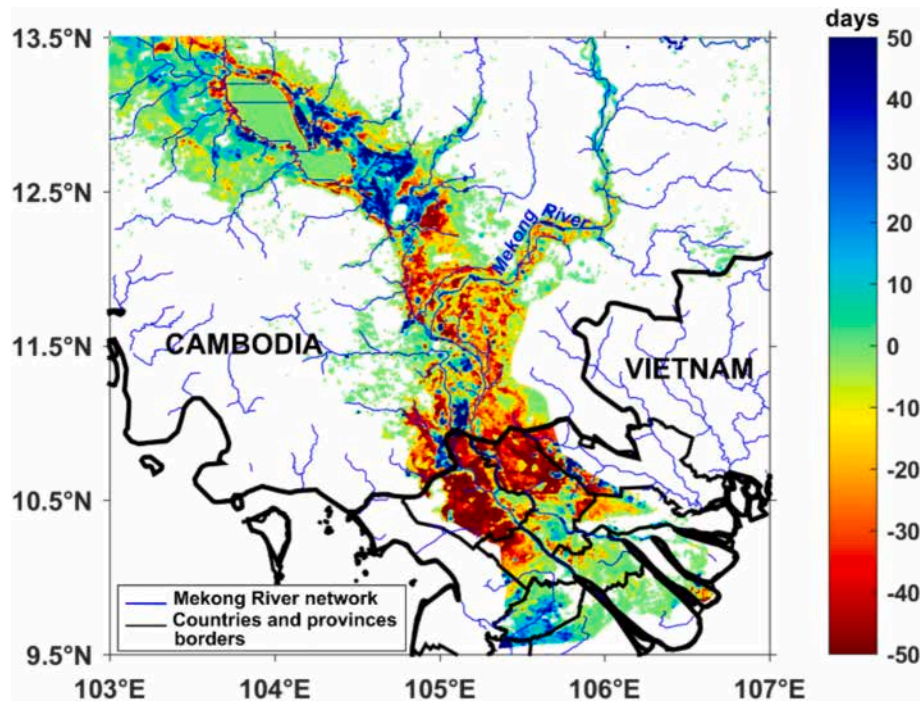 days
13.5°N
12.5°N
11.5°N
10.5°N
9.5°N
103°E
104°E
105°E
106°E
107°E
Mekong River
CAMBODIA
VIETNAM
Mekong River network
Countries and provinces
borders
50
40
30
20
10
0
-10
-20
-30
-40
-50